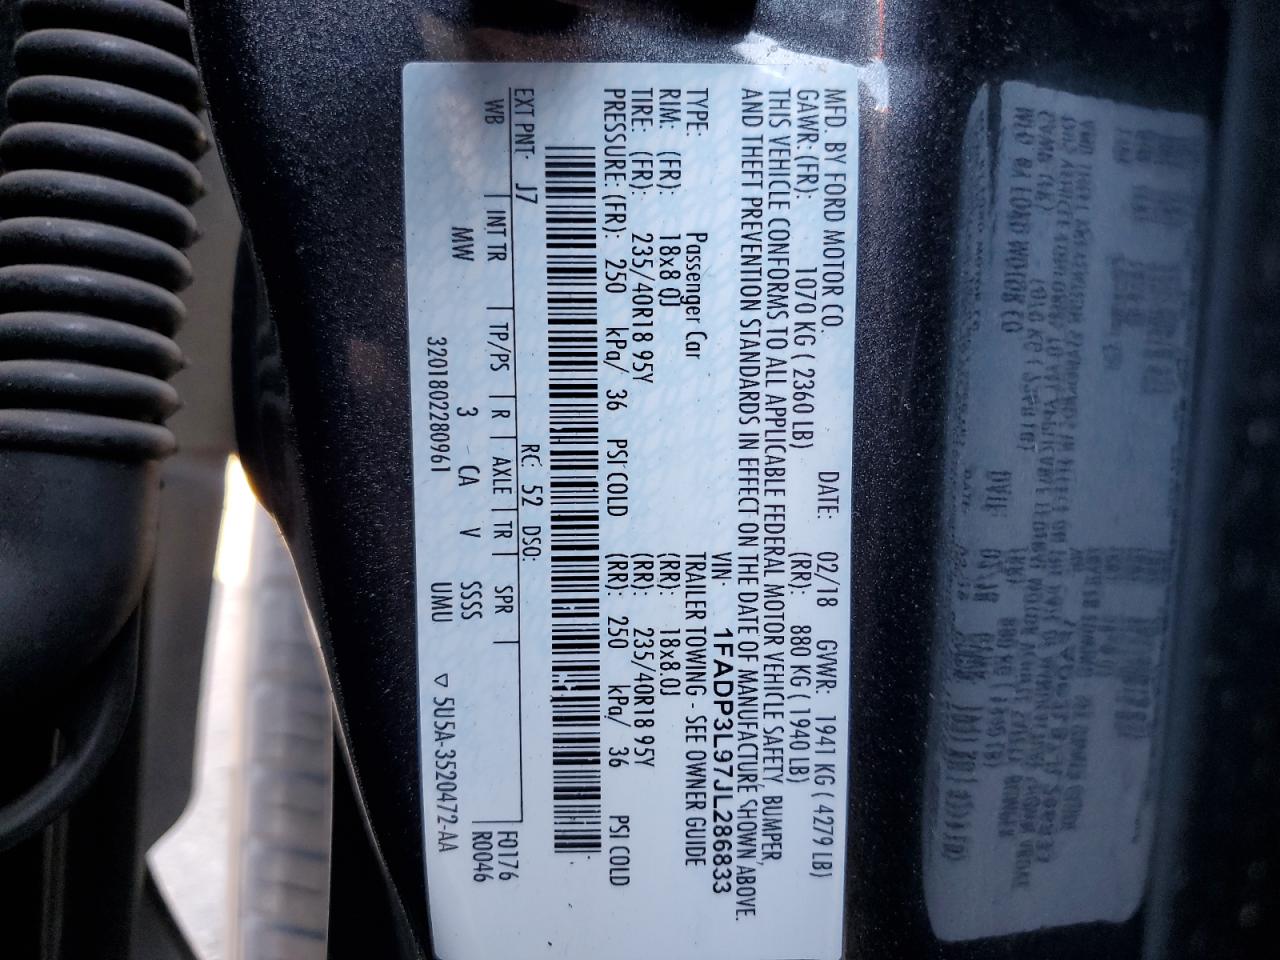 MFD. BY FORD MOTOR CO.
DATE: 02/18 GVWR: 1941 KG ( 4279 LB)
GAWR: (FR): 1070 KG ( 2360 LB) (RR): 880 KG ( 1940 LB)
THIS VEHICLE CONFORMS TO ALL APPLICABLE FEDERAL MOTOR VEHICLE SAFETY, BUMPER,
AND THEFT PREVENTION STANDARDS IN EFFECT ON THE DATE OF MANUFACTURE SHOWN ABOVE.
VIN: 1FADP3L97JL286833
TYPE: Passenger Car TRAILER TOWING - SEE OWNER GUIDE
RIM: (FR): 18x8.0J (RR): 18x8.0J
TIRE: (FR): 235/40R18 95Y (RR): 235/40R18 95Y
PRESSURE: (FR): 250 kPa/ 36 PSI COLD (RR): 250 kPa/ 36 PSI COLD
EXT PNT: J7 RC: 52 DSO: F0176
WB INT TR TP/PS R AXLE TR SPR R0046
MW 3 CA V SSSS
3201802280961 UMU ▽ 5U5A-3520472-AA